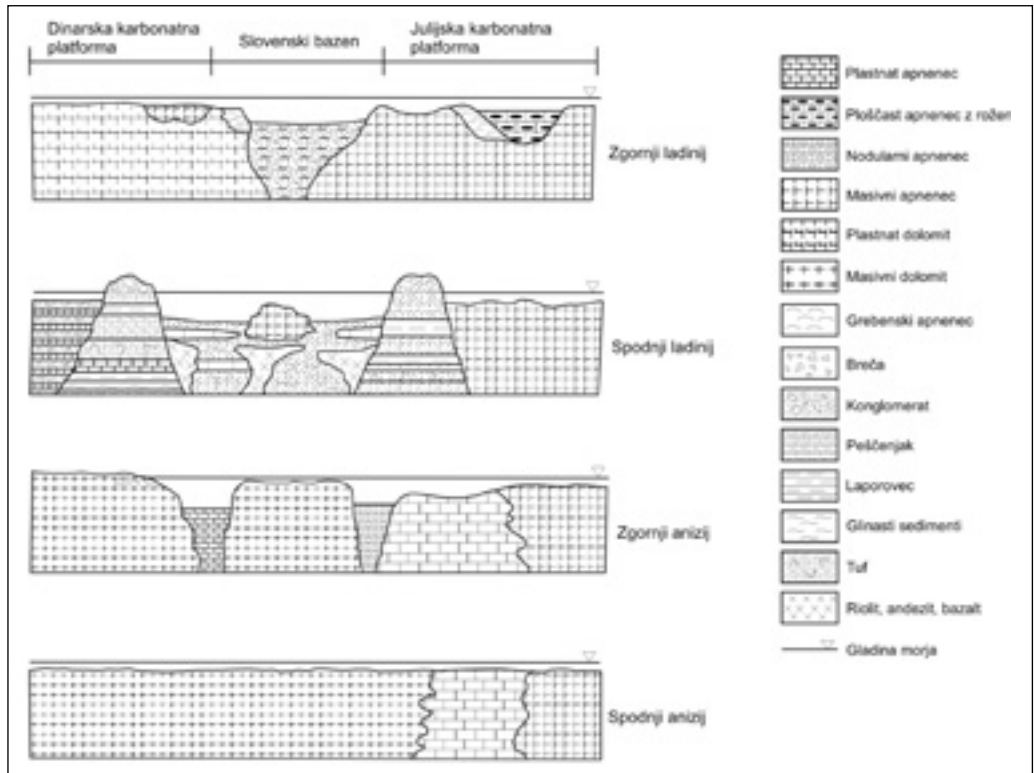 Dinarska karbonatna
platforma
Slovenski bazen
Julijska karbonatna
platforma
Zgornji ladinij
Spodnji ladinij
Zgornji anizij
Spodnji anizij
Plastnat apnenec
Ploščast apnenec z rožen
Nodularni apnenec
Masivni apnenec
Plastnat dolomit
Masivni dolomit
Grebenski apnenec
Breča
Konglomerat
Peščenjak
Laporovec
Glinasti sedimenti
Tuf
Riolit, andezit, bazalt
Gladina morja